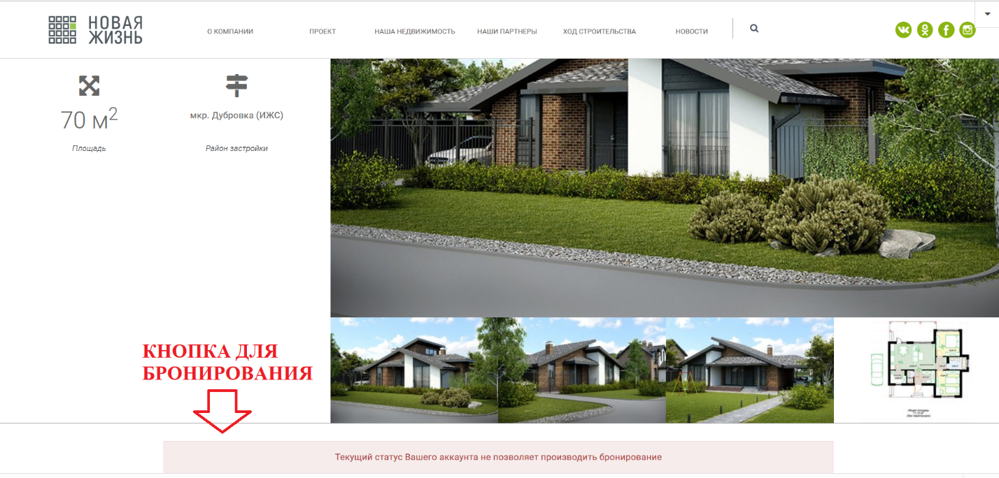 НОВАЯ
ЖИЗНЬ
О КОМПАНИИ
ПРОЕКТ
НАША НЕДВИЖИМОСТЬ
НАШИ ПАРТНЕРЫ
ХОД СТРОИТЕЛЬСТВА
НОВОСТИ
70 м²
Площадь
мкр. Дубровка (ИЖС)
Район застройки
КНОПКА ДЛЯ
БРОНИРОВАНИЯ
Текущий статус Вашего аккаунта не позволяет производить бронирование